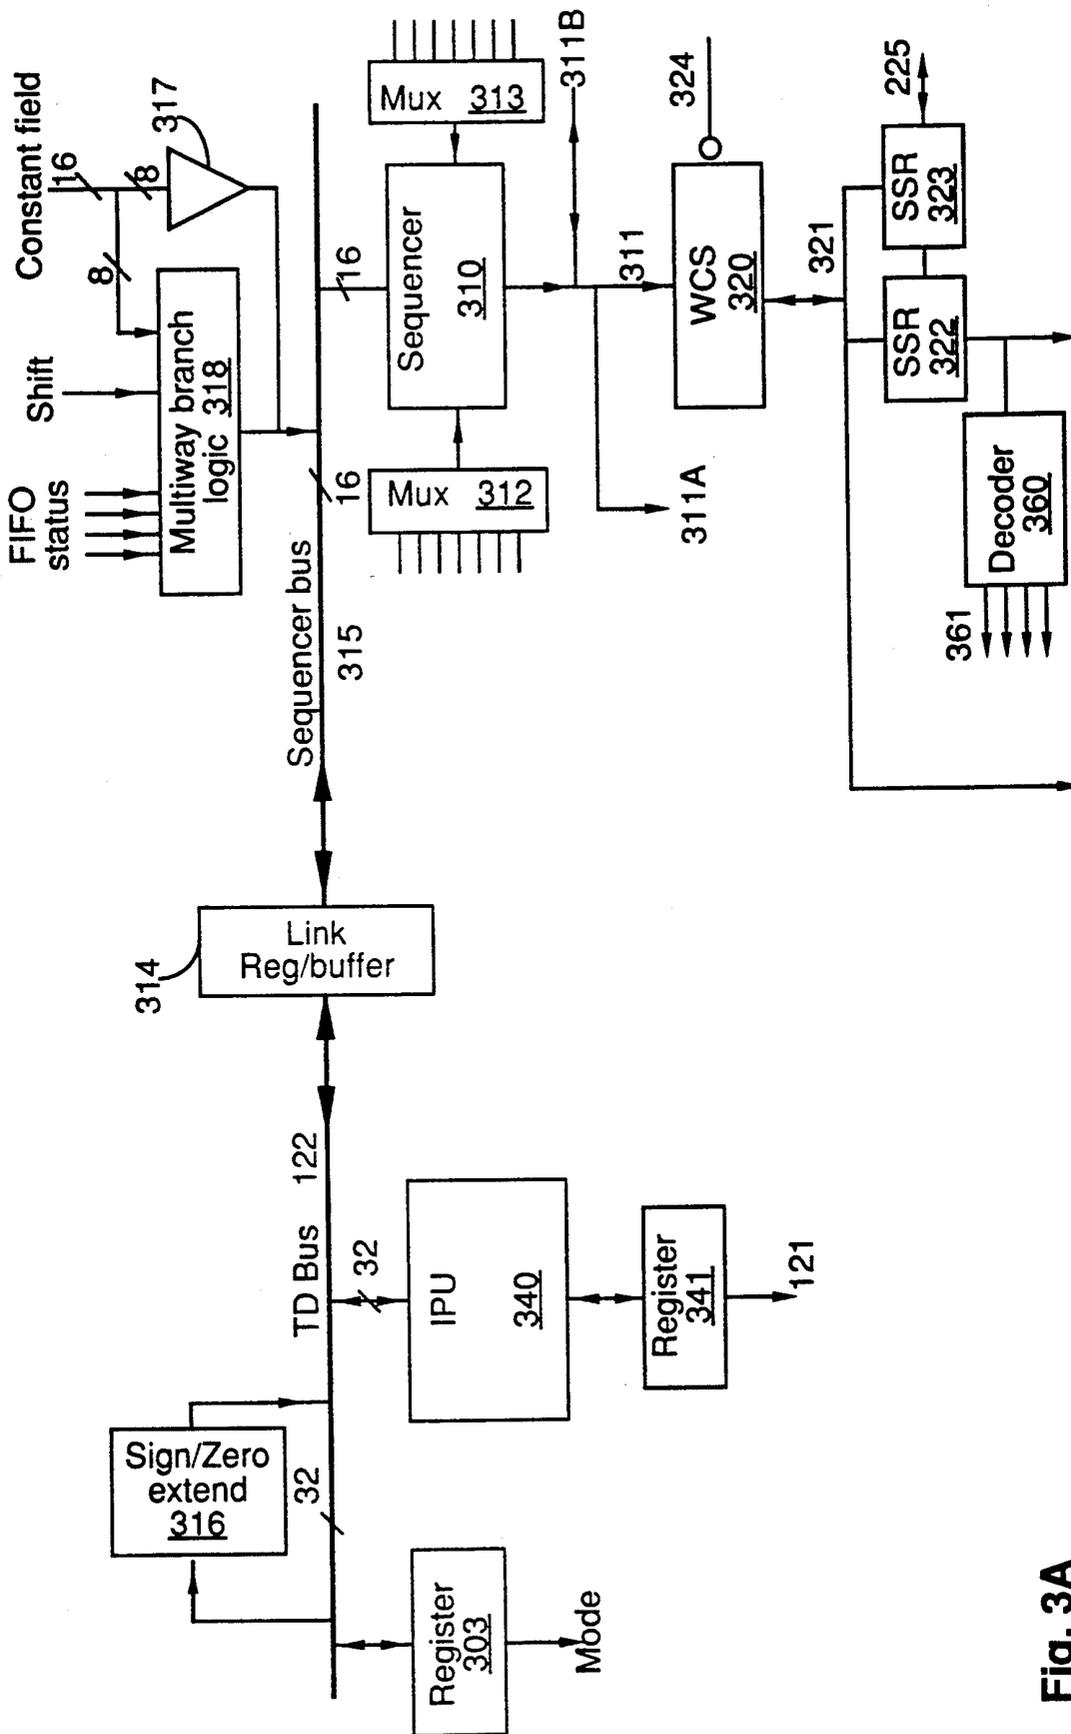 FIFO
status
Shift
Constant field
16
8
8
317
Multiway branch
logic 318
Sequencer bus
315
16
16
Mux 313
Sequencer
310
Mux 312
311B
311
311A
324
WCS
320
321
225
SSR
323
SSR
322
Decoder
360
361
314
Link
Reg/buffer
TD Bus 122
32
IPU
340
Register
341
121
Sign/Zero
extend
316
32
Register
303
Mode
Fig. 3A